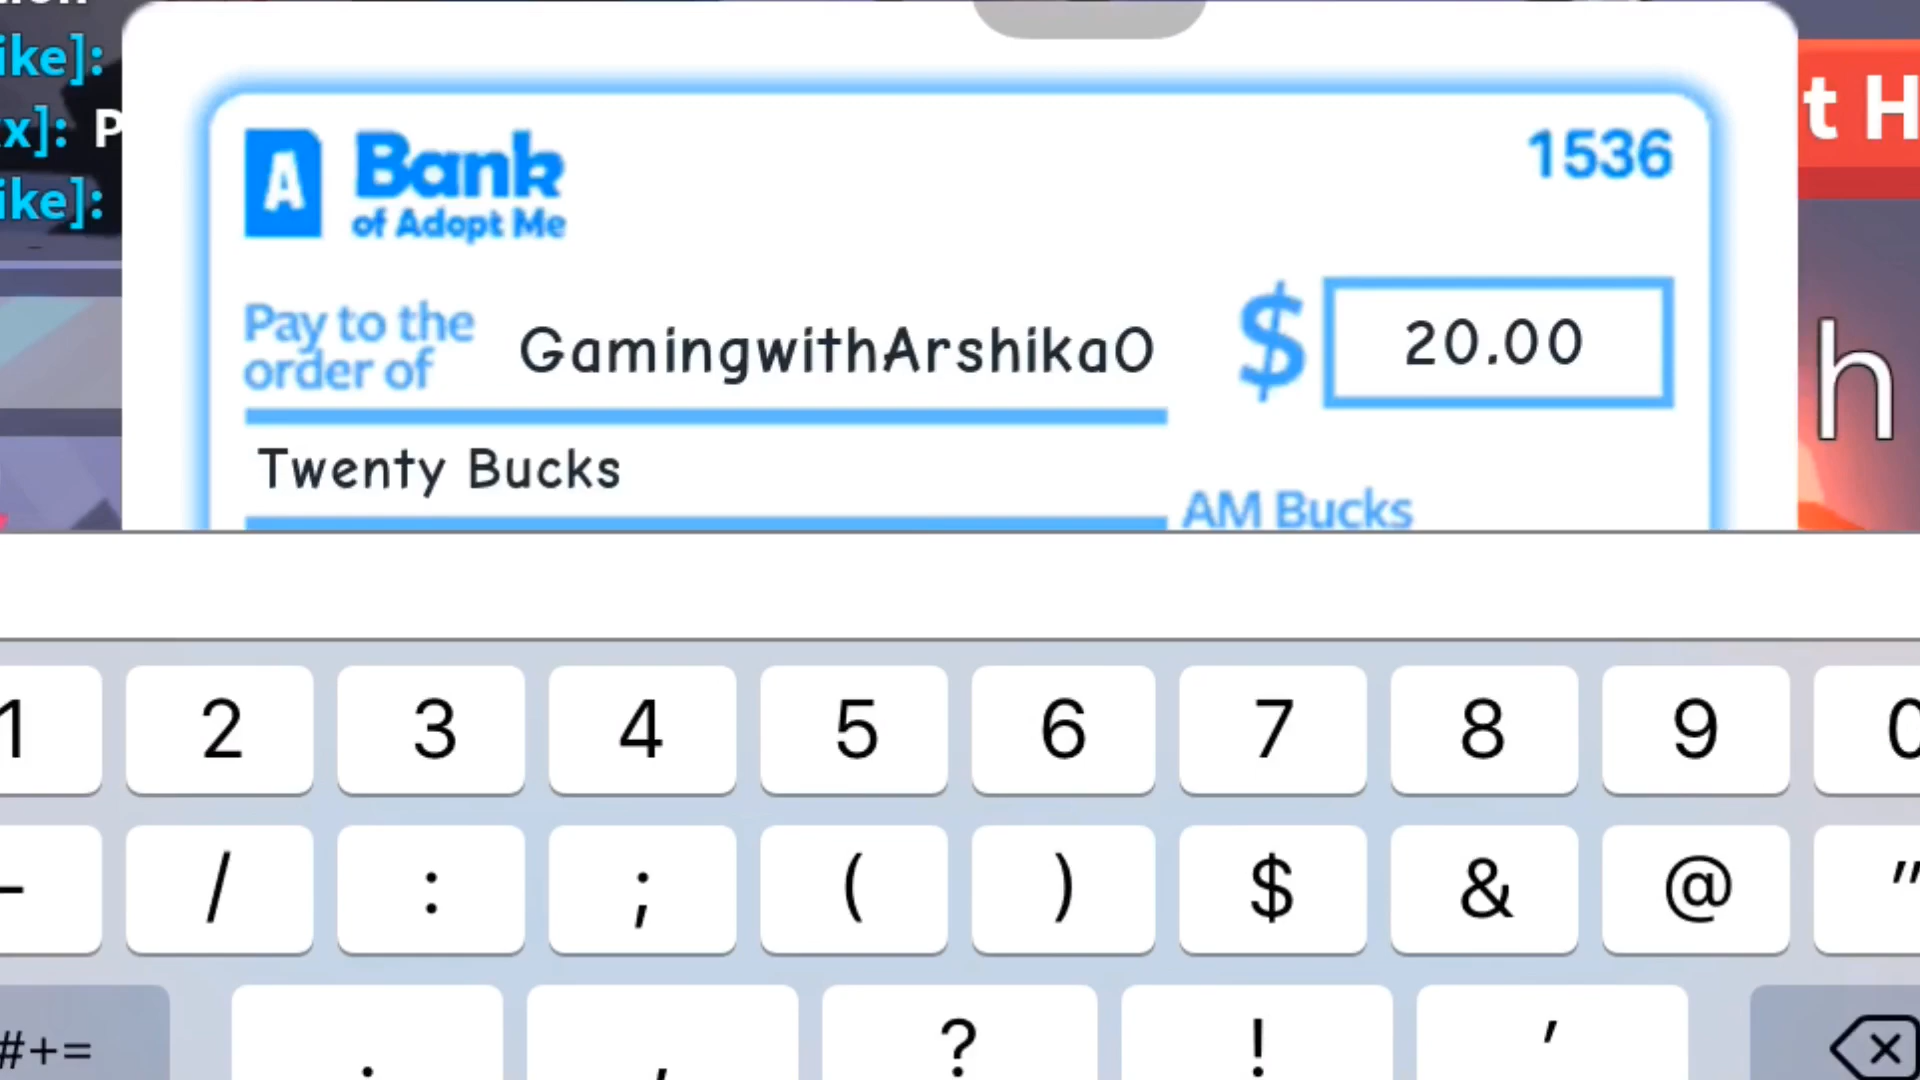 ike]:
x]: P
ike]:
t H
h
A Bank
of Adopt Me
1536
Pay to the
order of
GamingwithArshika0
$ 20.00
Twenty Bucks
AM Bucks
1 2 3 4 5 6 7 8 9 0
- / : ; ( ) $ & @ "
#+= . , ? ! '